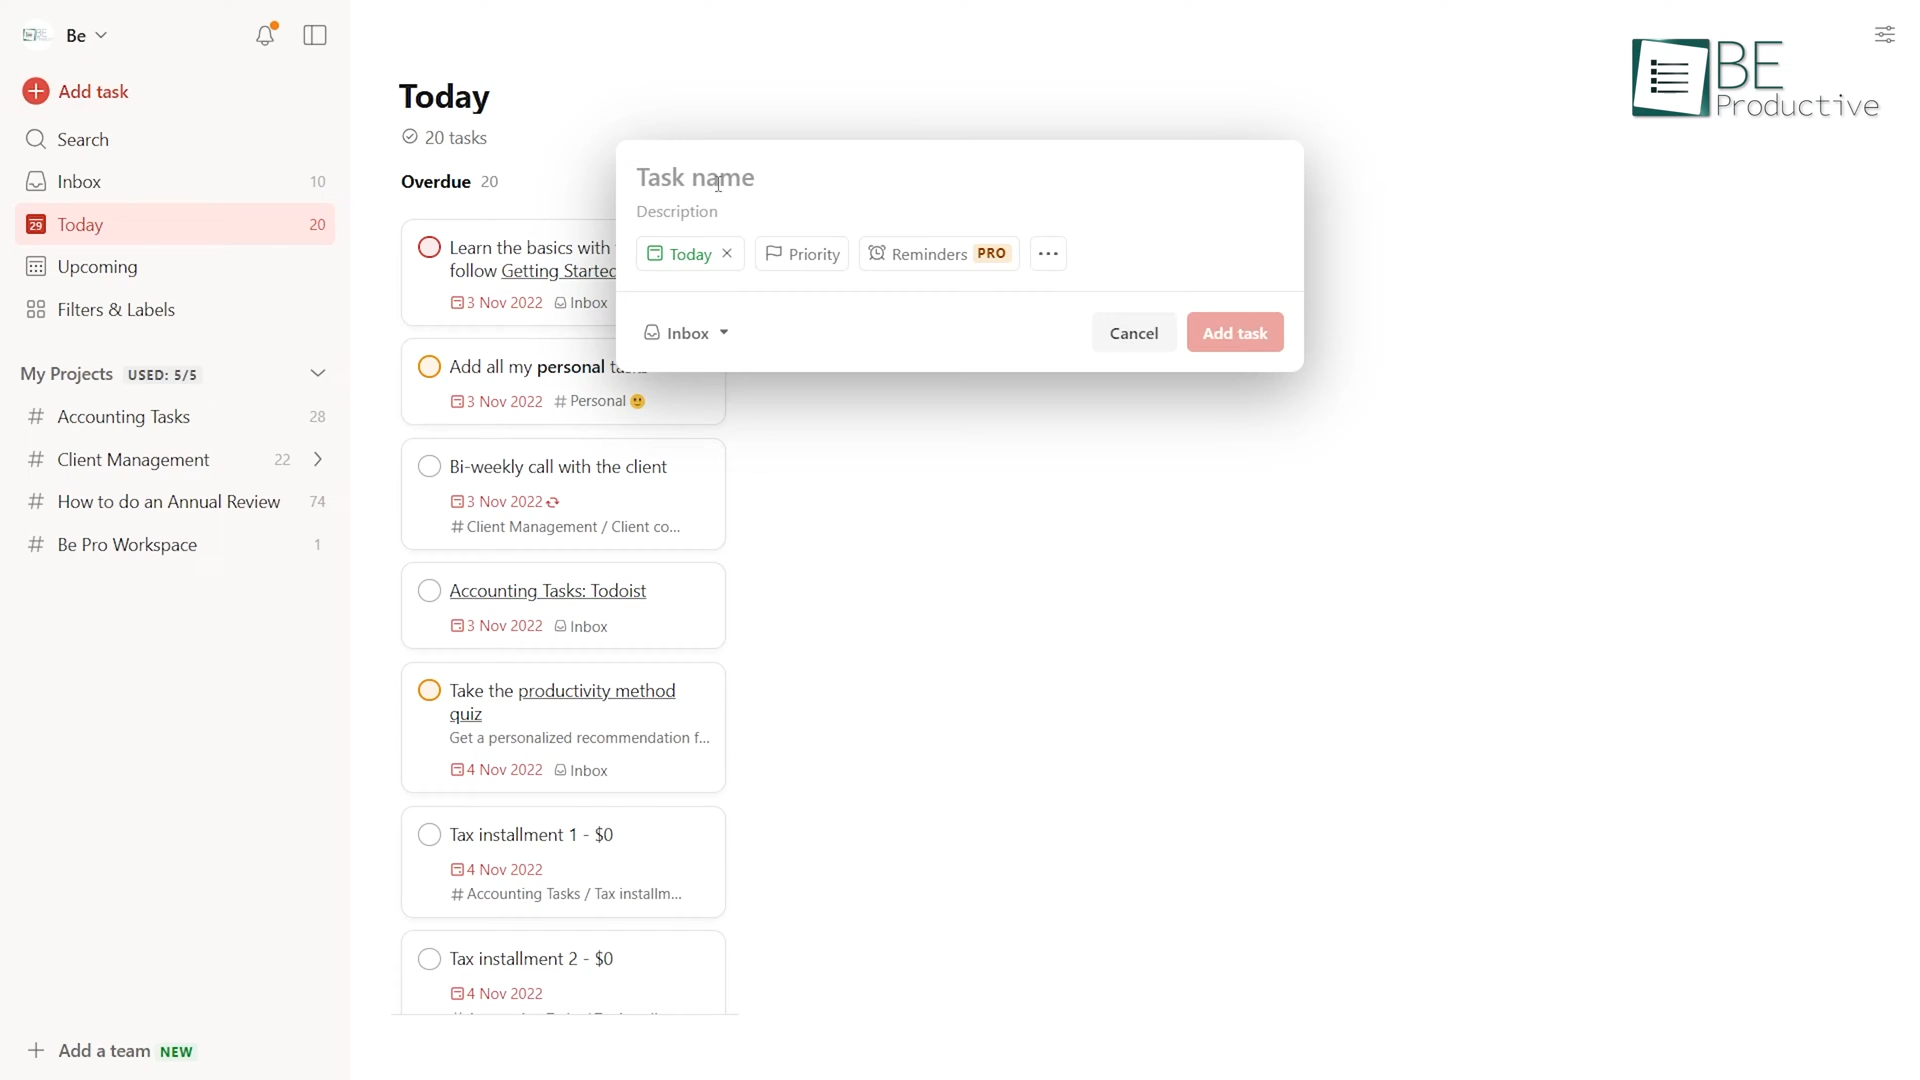 Be
Add task
Search
Inbox 10
29 Today 20
Upcoming
Filters & Labels
My Projects USED: 5/5
# Accounting Tasks 28
# Client Management 22
# How to do an Annual Review 74
# Be Pro Workspace 1
+ Add a team NEW
Today
20 tasks
Overdue 20
Learn the basics with
follow Getting Started
3 Nov 2022 Inbox
Add all my personal
3 Nov 2022 # Personal 🙂
Bi-weekly call with the client
3 Nov 2022
# Client Management / Client co...
Accounting Tasks: Todoist
3 Nov 2022 Inbox
Take the productivity method
quiz
Get a personalized recommendation f...
4 Nov 2022 Inbox
Tax installment 1 - $0
4 Nov 2022
# Accounting Tasks / Tax installm...
Tax installment 2 - $0
4 Nov 2022
Task name
Description
Today × Priority Reminders PRO ...
Inbox Cancel Add task
BE
Productive